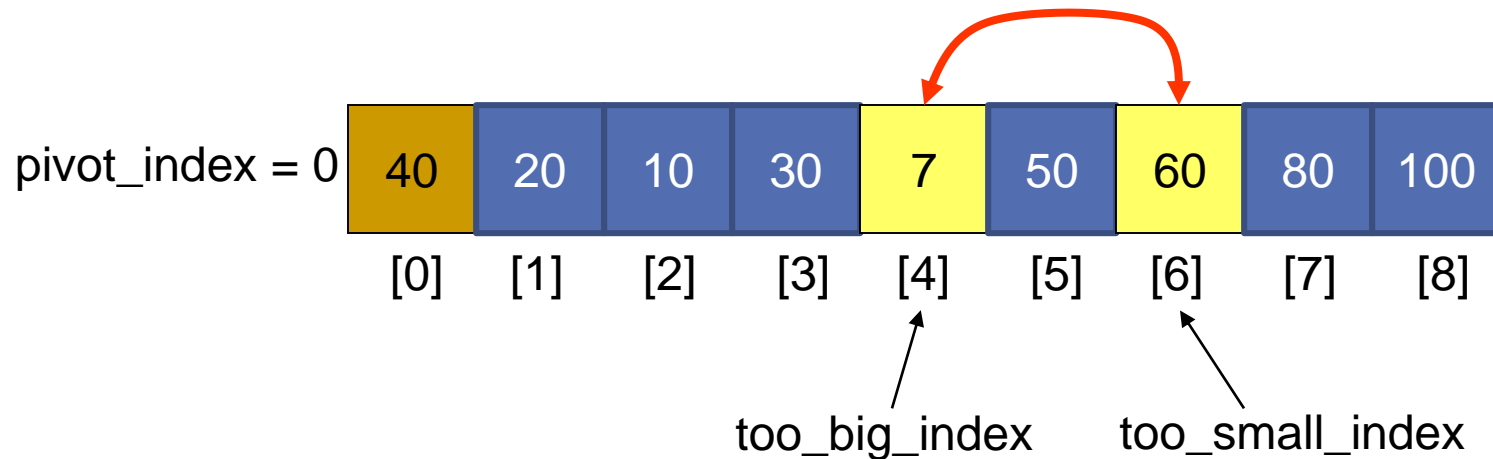 pivot_index = 0 40 20 10 30 7 50 60 80 100
[0] [1] [2] [3] [4] [5] [6] [7] [8]
too_big_index too_small_index